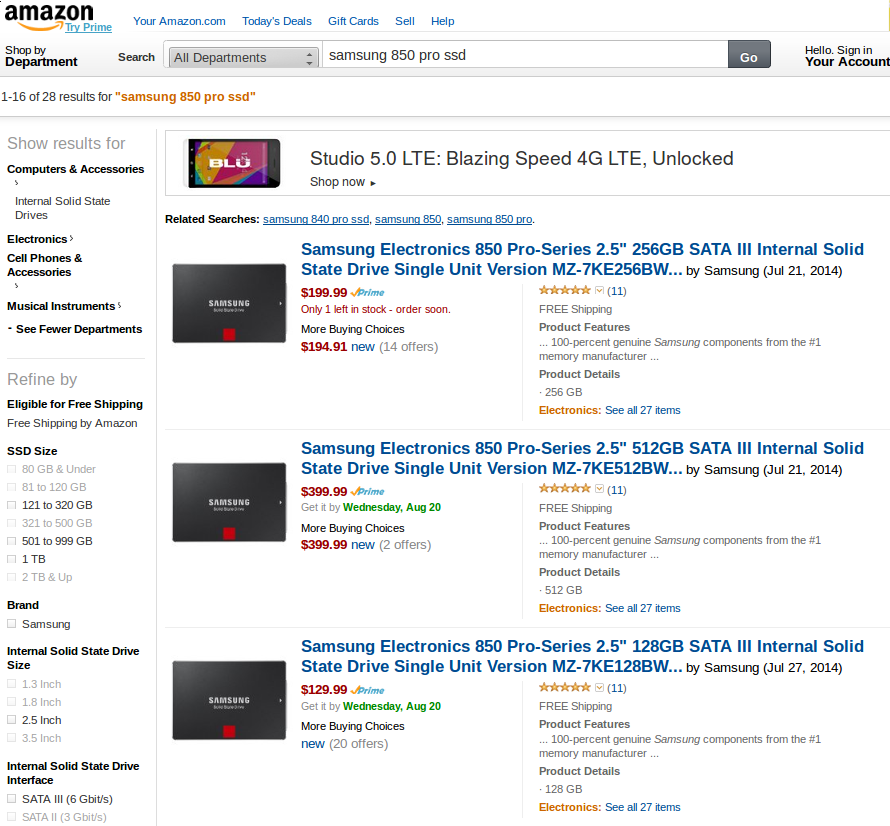 amazon
Try Prime
Your Amazon.com Today's Deals Gift Cards Sell Help
Shop by
Department
Search All Departments samsung 850 pro ssd Go
Hello. Sign in
Your Account
1-16 of 28 results for "samsung 850 pro ssd"
Show results for
Computers & Accessories
›
Internal Solid State
Drives
Electronics ›
Cell Phones &
Accessories
›
Musical Instruments ›
- See Fewer Departments
Refine by
Eligible for Free Shipping
Free Shipping by Amazon
SSD Size
80 GB & Under
81 to 120 GB
121 to 320 GB
321 to 500 GB
501 to 999 GB
1 TB
2 TB & Up
Brand
Samsung
Internal Solid State Drive
Size
1.3 Inch
1.8 Inch
2.5 Inch
3.5 Inch
Internal Solid State Drive
Interface
SATA III (6 Gbit/s)
SATA II (3 Gbit/s)
BLU
Studio 5.0 LTE: Blazing Speed 4G LTE, Unlocked
Shop now ▸
Related Searches: samsung 840 pro ssd, samsung 850, samsung 850 pro.
SAMSUNG
Solid State Drive
Samsung Electronics 850 Pro-Series 2.5" 256GB SATA III Internal Solid
State Drive Single Unit Version MZ-7KE256BW... by Samsung (Jul 21, 2014)
$199.99 Prime
Only 1 left in stock - order soon.
More Buying Choices
$194.91 new (14 offers)
(11)
FREE Shipping
Product Features
... 100-percent genuine Samsung components from the #1
memory manufacturer ...
Product Details
· 256 GB
Electronics: See all 27 items
SAMSUNG
Solid State Drive
Samsung Electronics 850 Pro-Series 2.5" 512GB SATA III Internal Solid
State Drive Single Unit Version MZ-7KE512BW... by Samsung (Jul 21, 2014)
$399.99 Prime
Get it by Wednesday, Aug 20
More Buying Choices
$399.99 new (2 offers)
(11)
FREE Shipping
Product Features
... 100-percent genuine Samsung components from the #1
memory manufacturer ...
Product Details
· 512 GB
Electronics: See all 27 items
SAMSUNG
Solid State Drive
Samsung Electronics 850 Pro-Series 2.5" 128GB SATA III Internal Solid
State Drive Single Unit Version MZ-7KE128BW... by Samsung (Jul 27, 2014)
$129.99 Prime
Get it by Wednesday, Aug 20
More Buying Choices
new (20 offers)
(11)
FREE Shipping
Product Features
... 100-percent genuine Samsung components from the #1
memory manufacturer ...
Product Details
· 128 GB
Electronics: See all 27 items